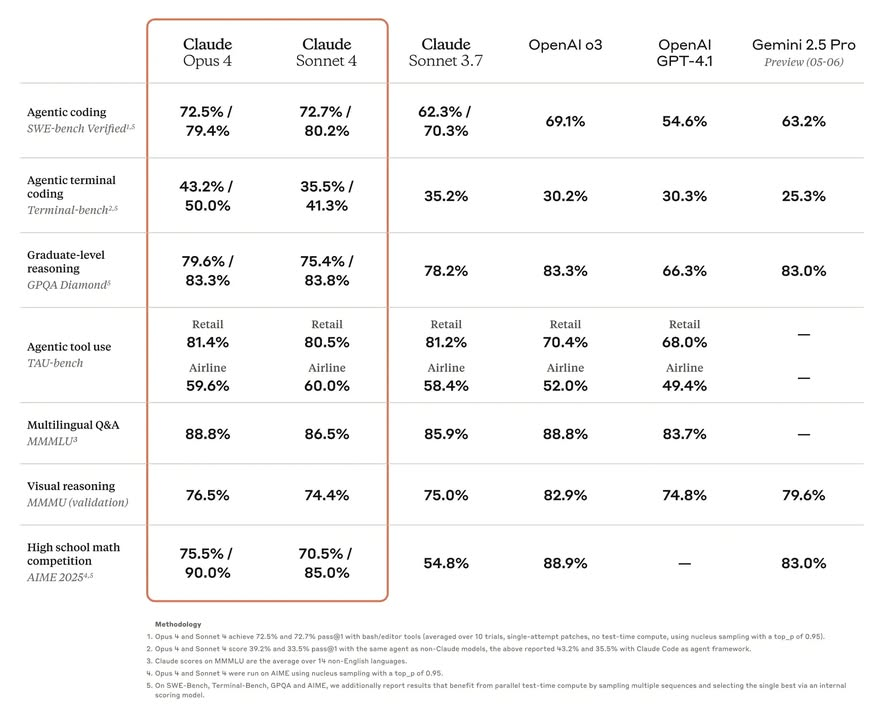 Claude Opus 4
Claude Sonnet 4
Claude Sonnet 3.7
OpenAI o3
OpenAI GPT-4.1
Gemini 2.5 Pro Preview (05-06)
Agentic coding
SWE-bench Verified1,5
72.5% / 79.4%
72.7% / 80.2%
62.3% / 70.3%
69.1%
54.6%
63.2%
Agentic terminal coding
Terminal-bench2,5
43.2% / 50.0%
35.5% / 41.3%
35.2%
30.2%
30.3%
25.3%
Graduate-level reasoning
GPQA Diamond5
79.6% / 83.3%
75.4% / 83.8%
78.2%
83.3%
66.3%
83.0%
Agentic tool use
TAU-bench
Retail 81.4%
Retail 80.5%
Retail 81.2%
Retail 70.4%
Retail 68.0%
—
Airline 59.6%
Airline 60.0%
Airline 58.4%
Airline 52.0%
Airline 49.4%
—
Multilingual Q&A
MMMLU3
88.8%
86.5%
85.9%
88.8%
83.7%
—
Visual reasoning
MMMU (validation)
76.5%
74.4%
75.0%
82.9%
74.8%
79.6%
High school math competition
AIME 20254,5
75.5% / 90.0%
70.5% / 85.0%
54.8%
88.9%
—
83.0%
Methodology
1. Opus 4 and Sonnet 4 achieve 72.5% and 72.7% pass@1 with bash/editor tools (averaged over 10 trials, single-attempt patches, no test-time compute, using nucleus sampling with a top_p of 0.95).
2. Opus 4 and Sonnet 4 score 39.2% and 33.5% pass@1 with the same agent as non-Claude models, the above reported 43.2% and 35.5% with Claude Code as agent framework.
3. Claude scores on MMMLU are the average over 14 non-English languages.
4. Opus 4 and Sonnet 4 were run on AIME using nucleus sampling with a top_p of 0.95.
5. On SWE-Bench, Terminal-Bench, GPQA and AIME, we additionally report results that benefit from parallel test-time compute by sampling multiple sequences and selecting the single best via an internal
scoring model.